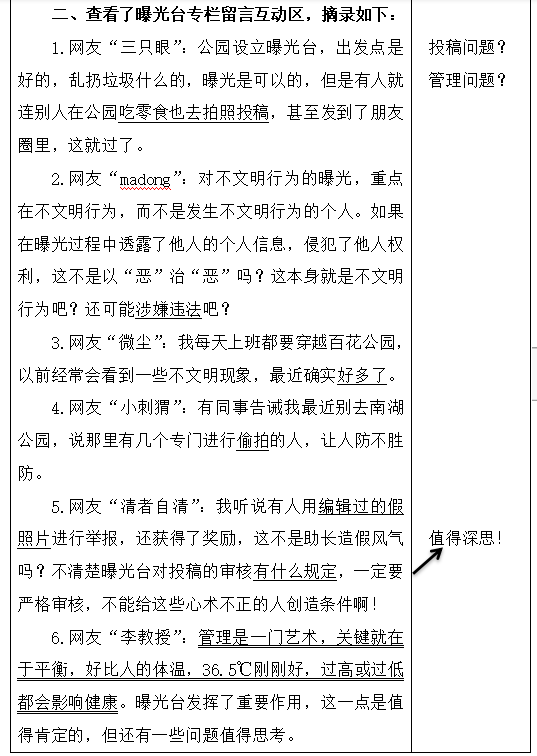 二、查看了曝光台专栏留言互动区，摘录如下：
1.网友“三只眼”：公园设立曝光台，出发点是
好的，乱扔垃圾什么的，曝光是可以的，但是有人就
连别人在公园吃零食也去拍照投稿，甚至发到了朋友
圈里，这就过了。
投稿问题？
管理问题？
2.网友“madong”：对不文明行为的曝光，重点
在不文明行为，而不是发生不文明行为的个人。如果
在曝光过程中透露了他人的个人信息，侵犯了他人权
利，这不是以“恶”治“恶”吗？这本身就是不文明
行为吧？还可能涉嫌违法吧？
3.网友“微尘”：我每天上班都要穿越百花公园，
以前经常会看到一些不文明现象，最近确实好多了。
4.网友“小刺猬”：有同事告诫我最近别去南湖
公园，说那里有几个专门进行偷拍的人，让人防不胜
防。
5.网友“清者自清”：我听说有人用编辑过的假
照片进行举报，还获得了奖励，这不是助长造假风气
吗？不清楚曝光台对投稿的审核有什么规定，一定要
严格审核，不能给这些心术不正的人创造条件啊！
值得深思！
6.网友“李教授”：管理是一门艺术，关键就在
于平衡，好比人的体温，36.5℃刚刚好，过高或过低
都会影响健康。曝光台发挥了重要作用，这一点是值
得肯定的，但还有一些问题值得思考。